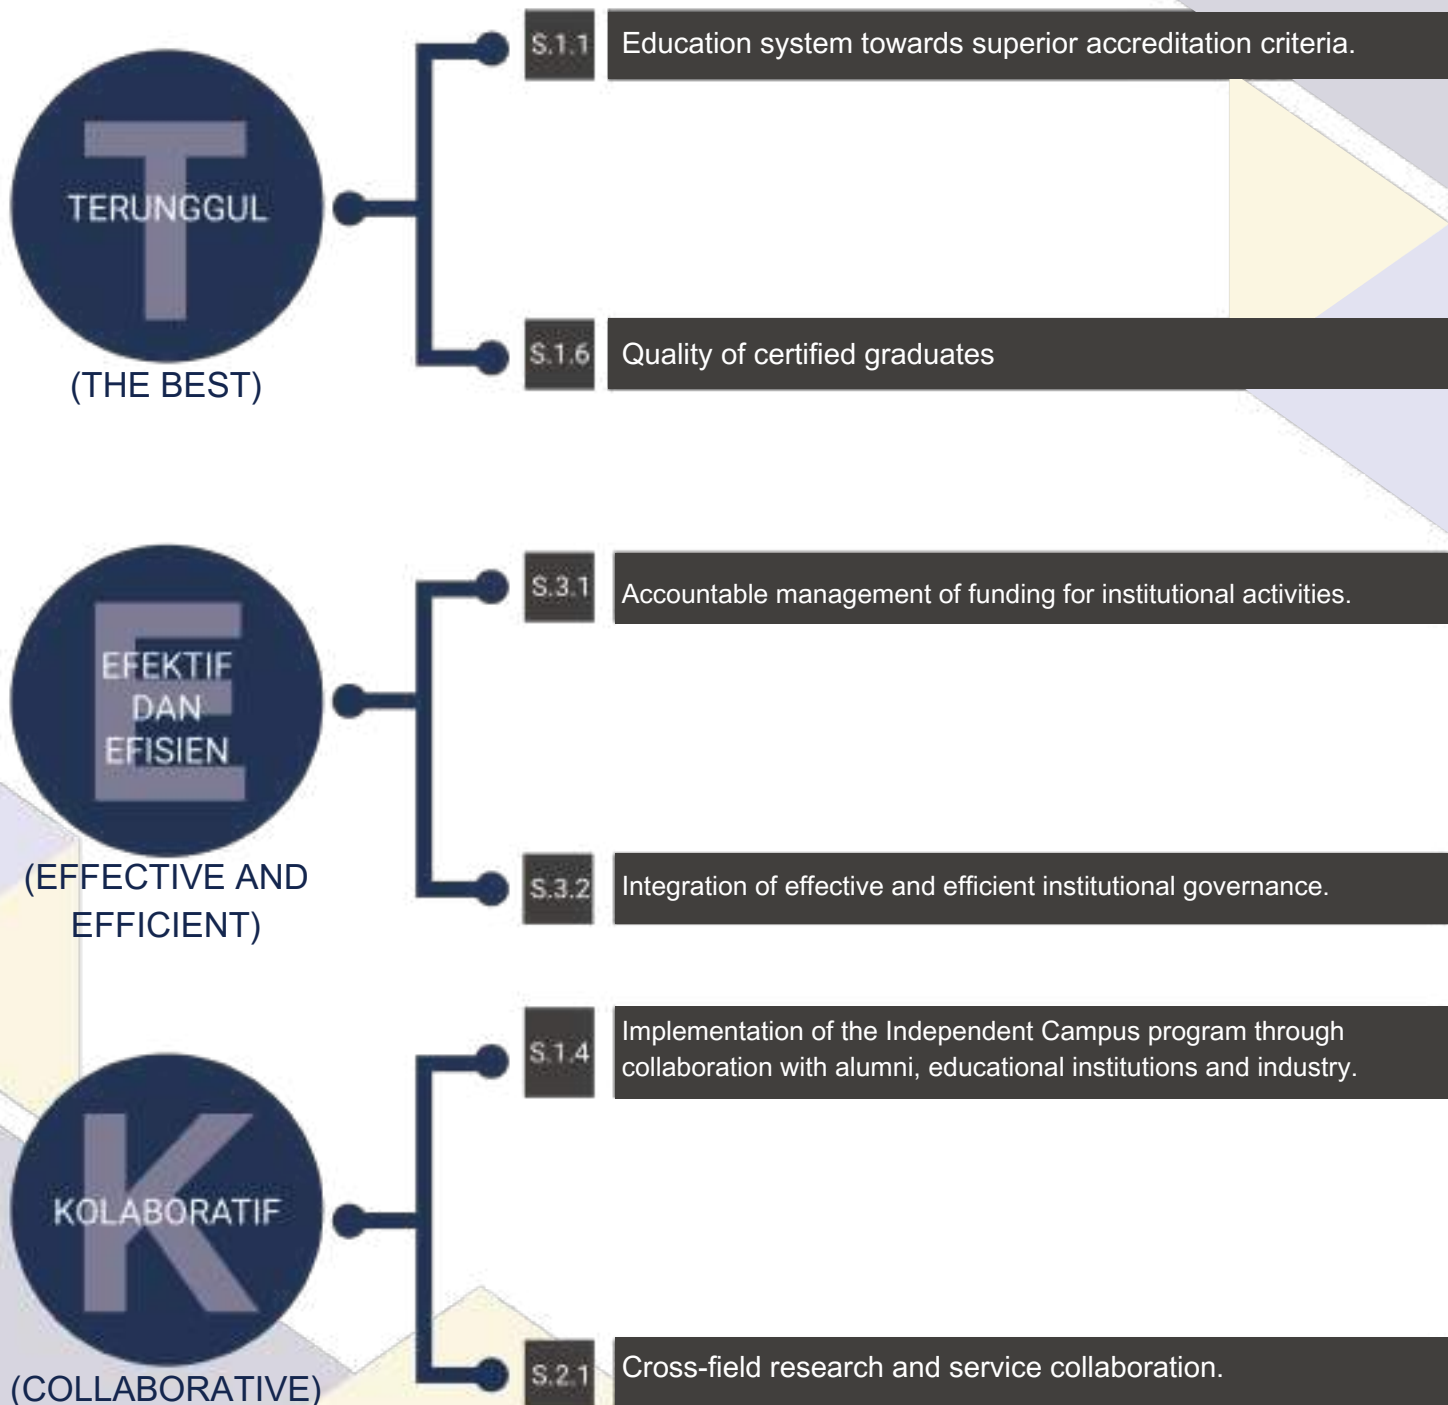 S.1.1 Education system towards superior accreditation criteria.
T
TERUNGGUL
(THE BEST)
S.1.6 Quality of certified graduates
S.3.1 Accountable management of funding for institutional activities.
E
EFEKTIF
DAN
EFISIEN
(EFFECTIVE AND
EFFICIENT)
S.3.2 Integration of effective and efficient institutional governance.
S.1.4 Implementation of the Independent Campus program through
collaboration with alumni, educational institutions and industry.
K
KOLABORATIF
(COLLABORATIVE)
S.2.1 Cross-field research and service collaboration.